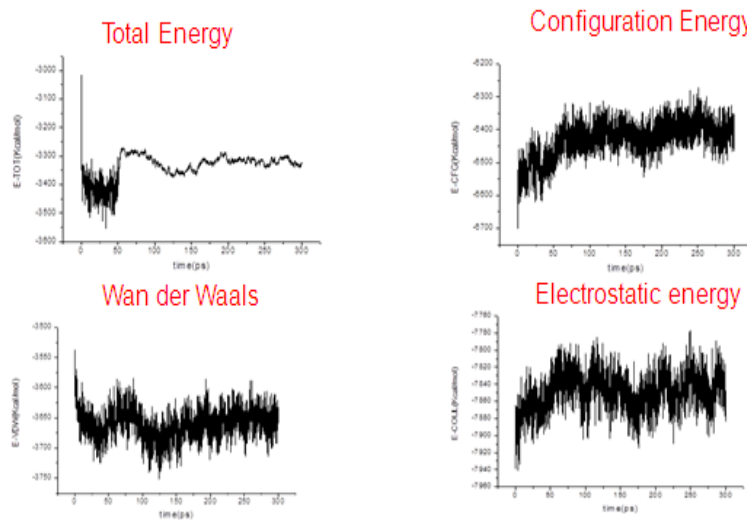 Total Energy
Configuration Energy
-3000
-3100
-3200
-3300
-3400
-3500
-3600
E-TOT(Kcal/mol)
0 50 100 150 200 250 300
time(ps)
-6200
-6300
-6400
-6500
-6600
-6700
E-CFG(Kcal/mol)
0 50 100 150 200 250 300
time(ps)
Wan der Waals
Electrostatic energy
-3500
-3550
-3600
-3650
-3700
-3750
E-VDW(Kcal/mol)
0 50 100 150 200 250 300
time(ps)
-7760
-7780
-7800
-7820
-7840
-7860
-7880
-7900
-7920
-7940
-7960
E-COUL(Kcal/mol)
0 50 100 150 200 250 300
time(ps)